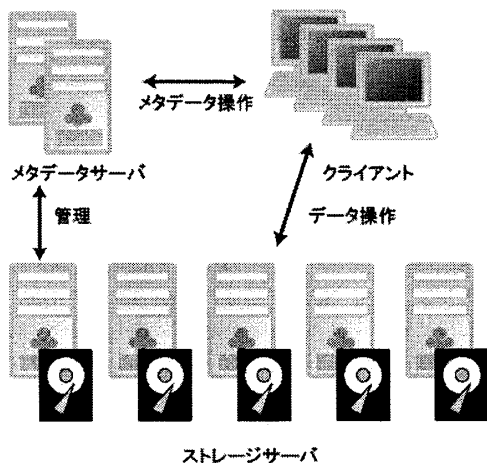 メタデータ操作
メタデータサーバ
クライアント
管理
データ操作
ストレージサーバ